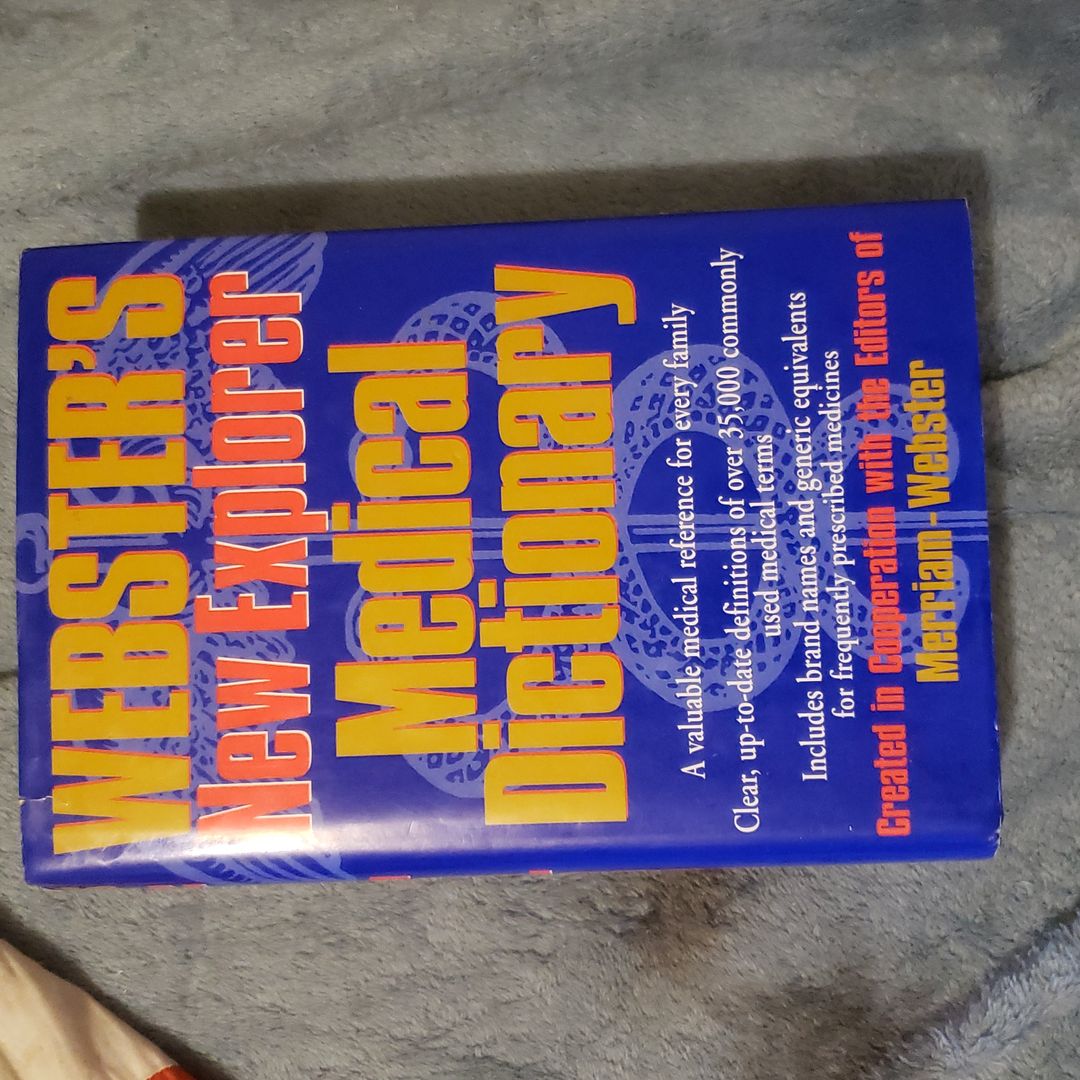 WEBSTER'S
New Explorer
Medical
Dictionary
A valuable medical reference for every family
Clear, up-to-date definitions of over 35,000 commonly
used medical terms
Includes brand names and generic equivalents
for frequently prescribed medicines
Created in Cooperation with the Editors of
Merriam-Webster